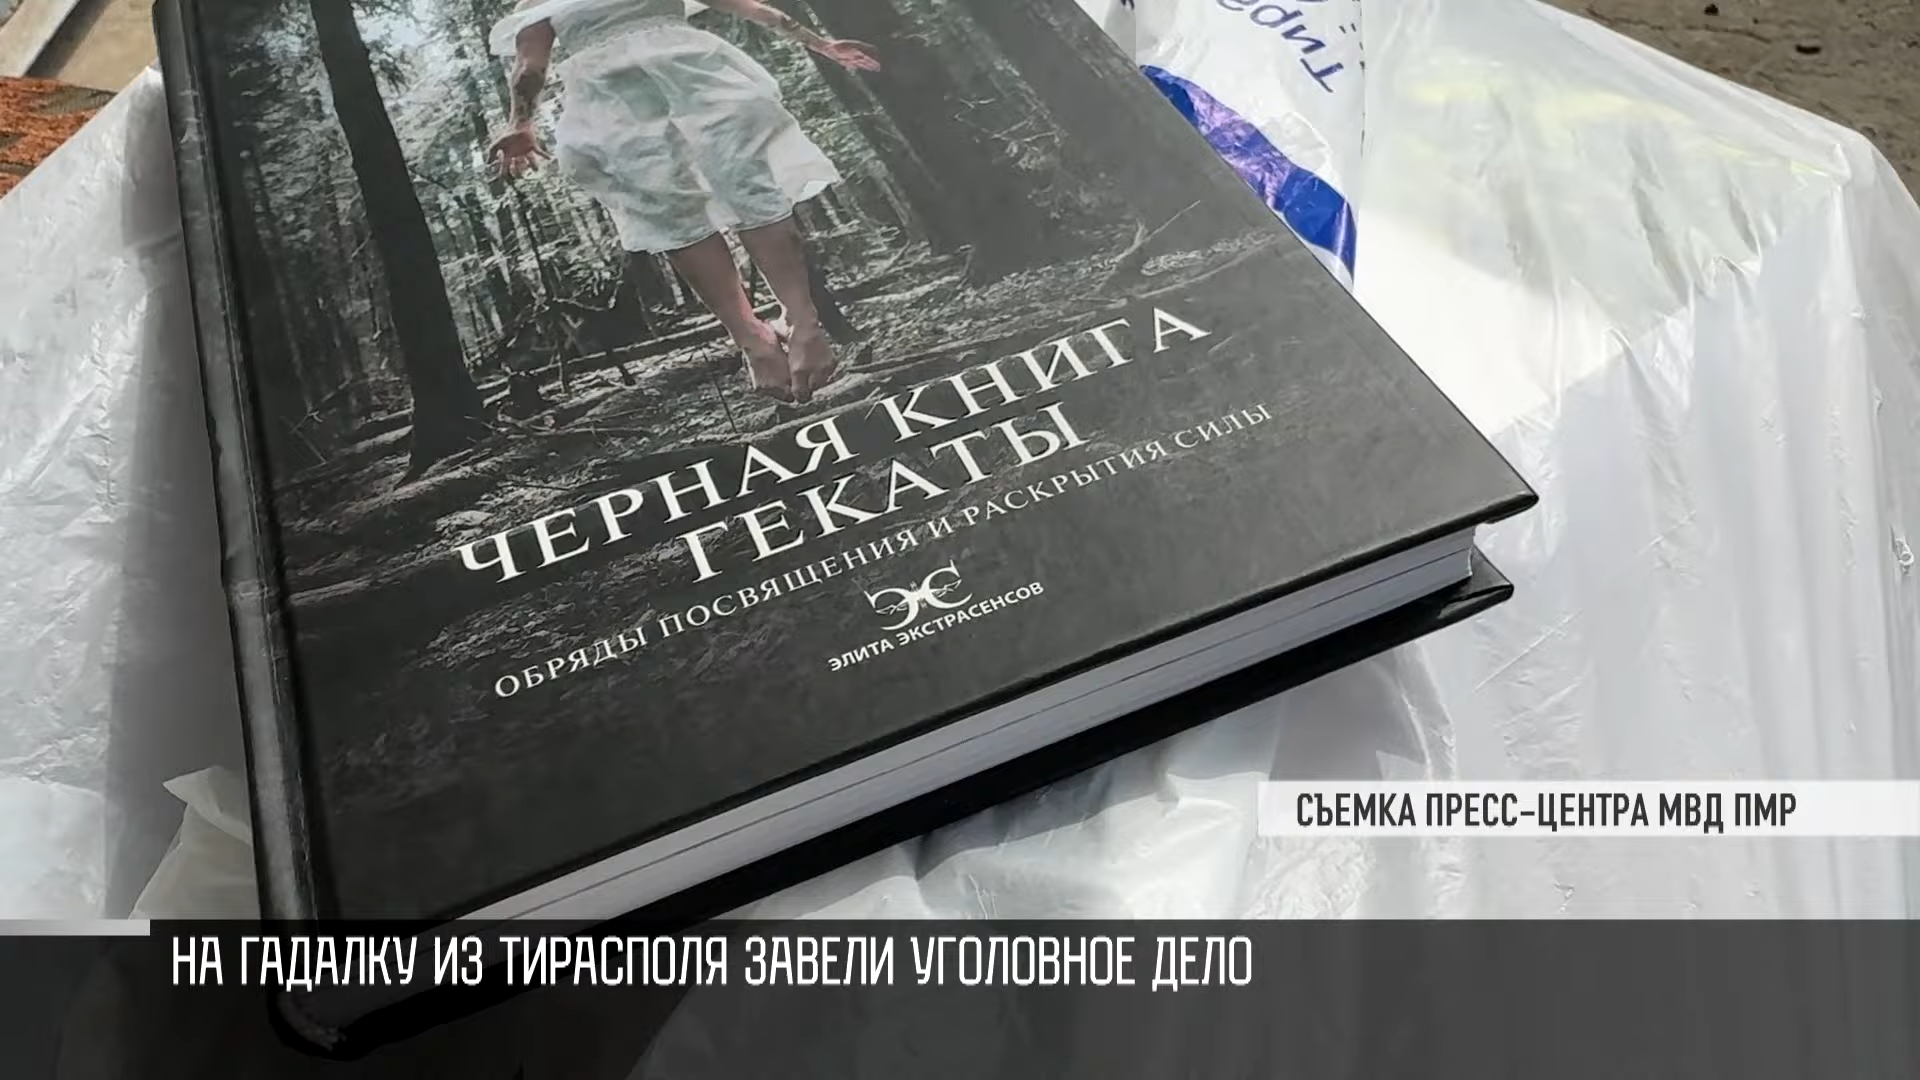 ЧЕРНАЯ КНИГА
ГЕКАТЫ
ОБРЯДЫ ПОСВЯЩЕНИЯ И РАСКРЫТИЯ СИЛЫ
ЭС
ЭЛИТА ЭКСТРАСЕНСОВ
СЪЕМКА ПРЕСС-ЦЕНТРА МВД ПМР
НА ГАДАЛКУ ИЗ ТИРАСПОЛЯ ЗАВЕЛИ УГОЛОВНОЕ ДЕЛО